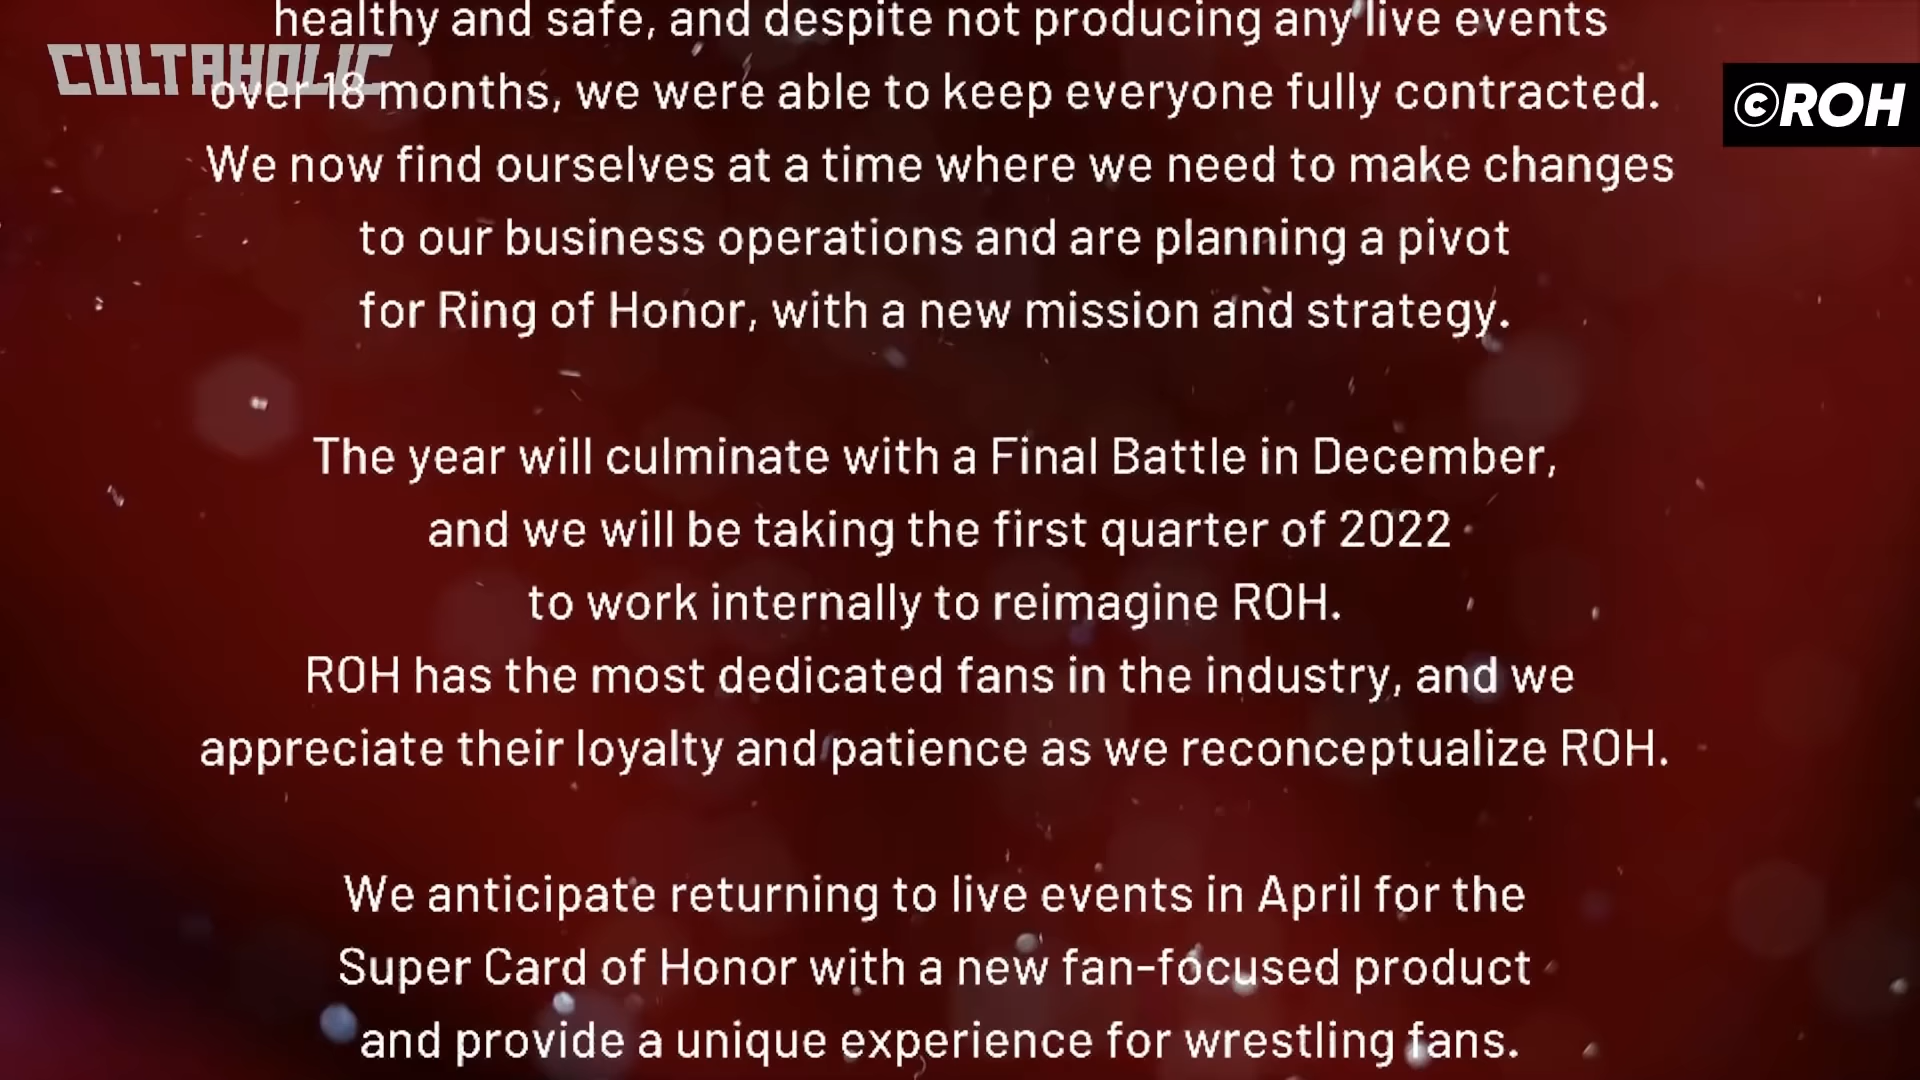 healthy and safe, and despite not producing any live events
CULTAHOLIC
over 18 months, we were able to keep everyone fully contracted.
©ROH
We now find ourselves at a time where we need to make changes
to our business operations and are planning a pivot
for Ring of Honor, with a new mission and strategy.
The year will culminate with a Final Battle in December,
and we will be taking the first quarter of 2022
to work internally to reimagine ROH.
ROH has the most dedicated fans in the industry, and we
appreciate their loyalty and patience as we reconceptualize ROH.
We anticipate returning to live events in April for the
Super Card of Honor with a new fan-focused product
and provide a unique experience for wrestling fans.